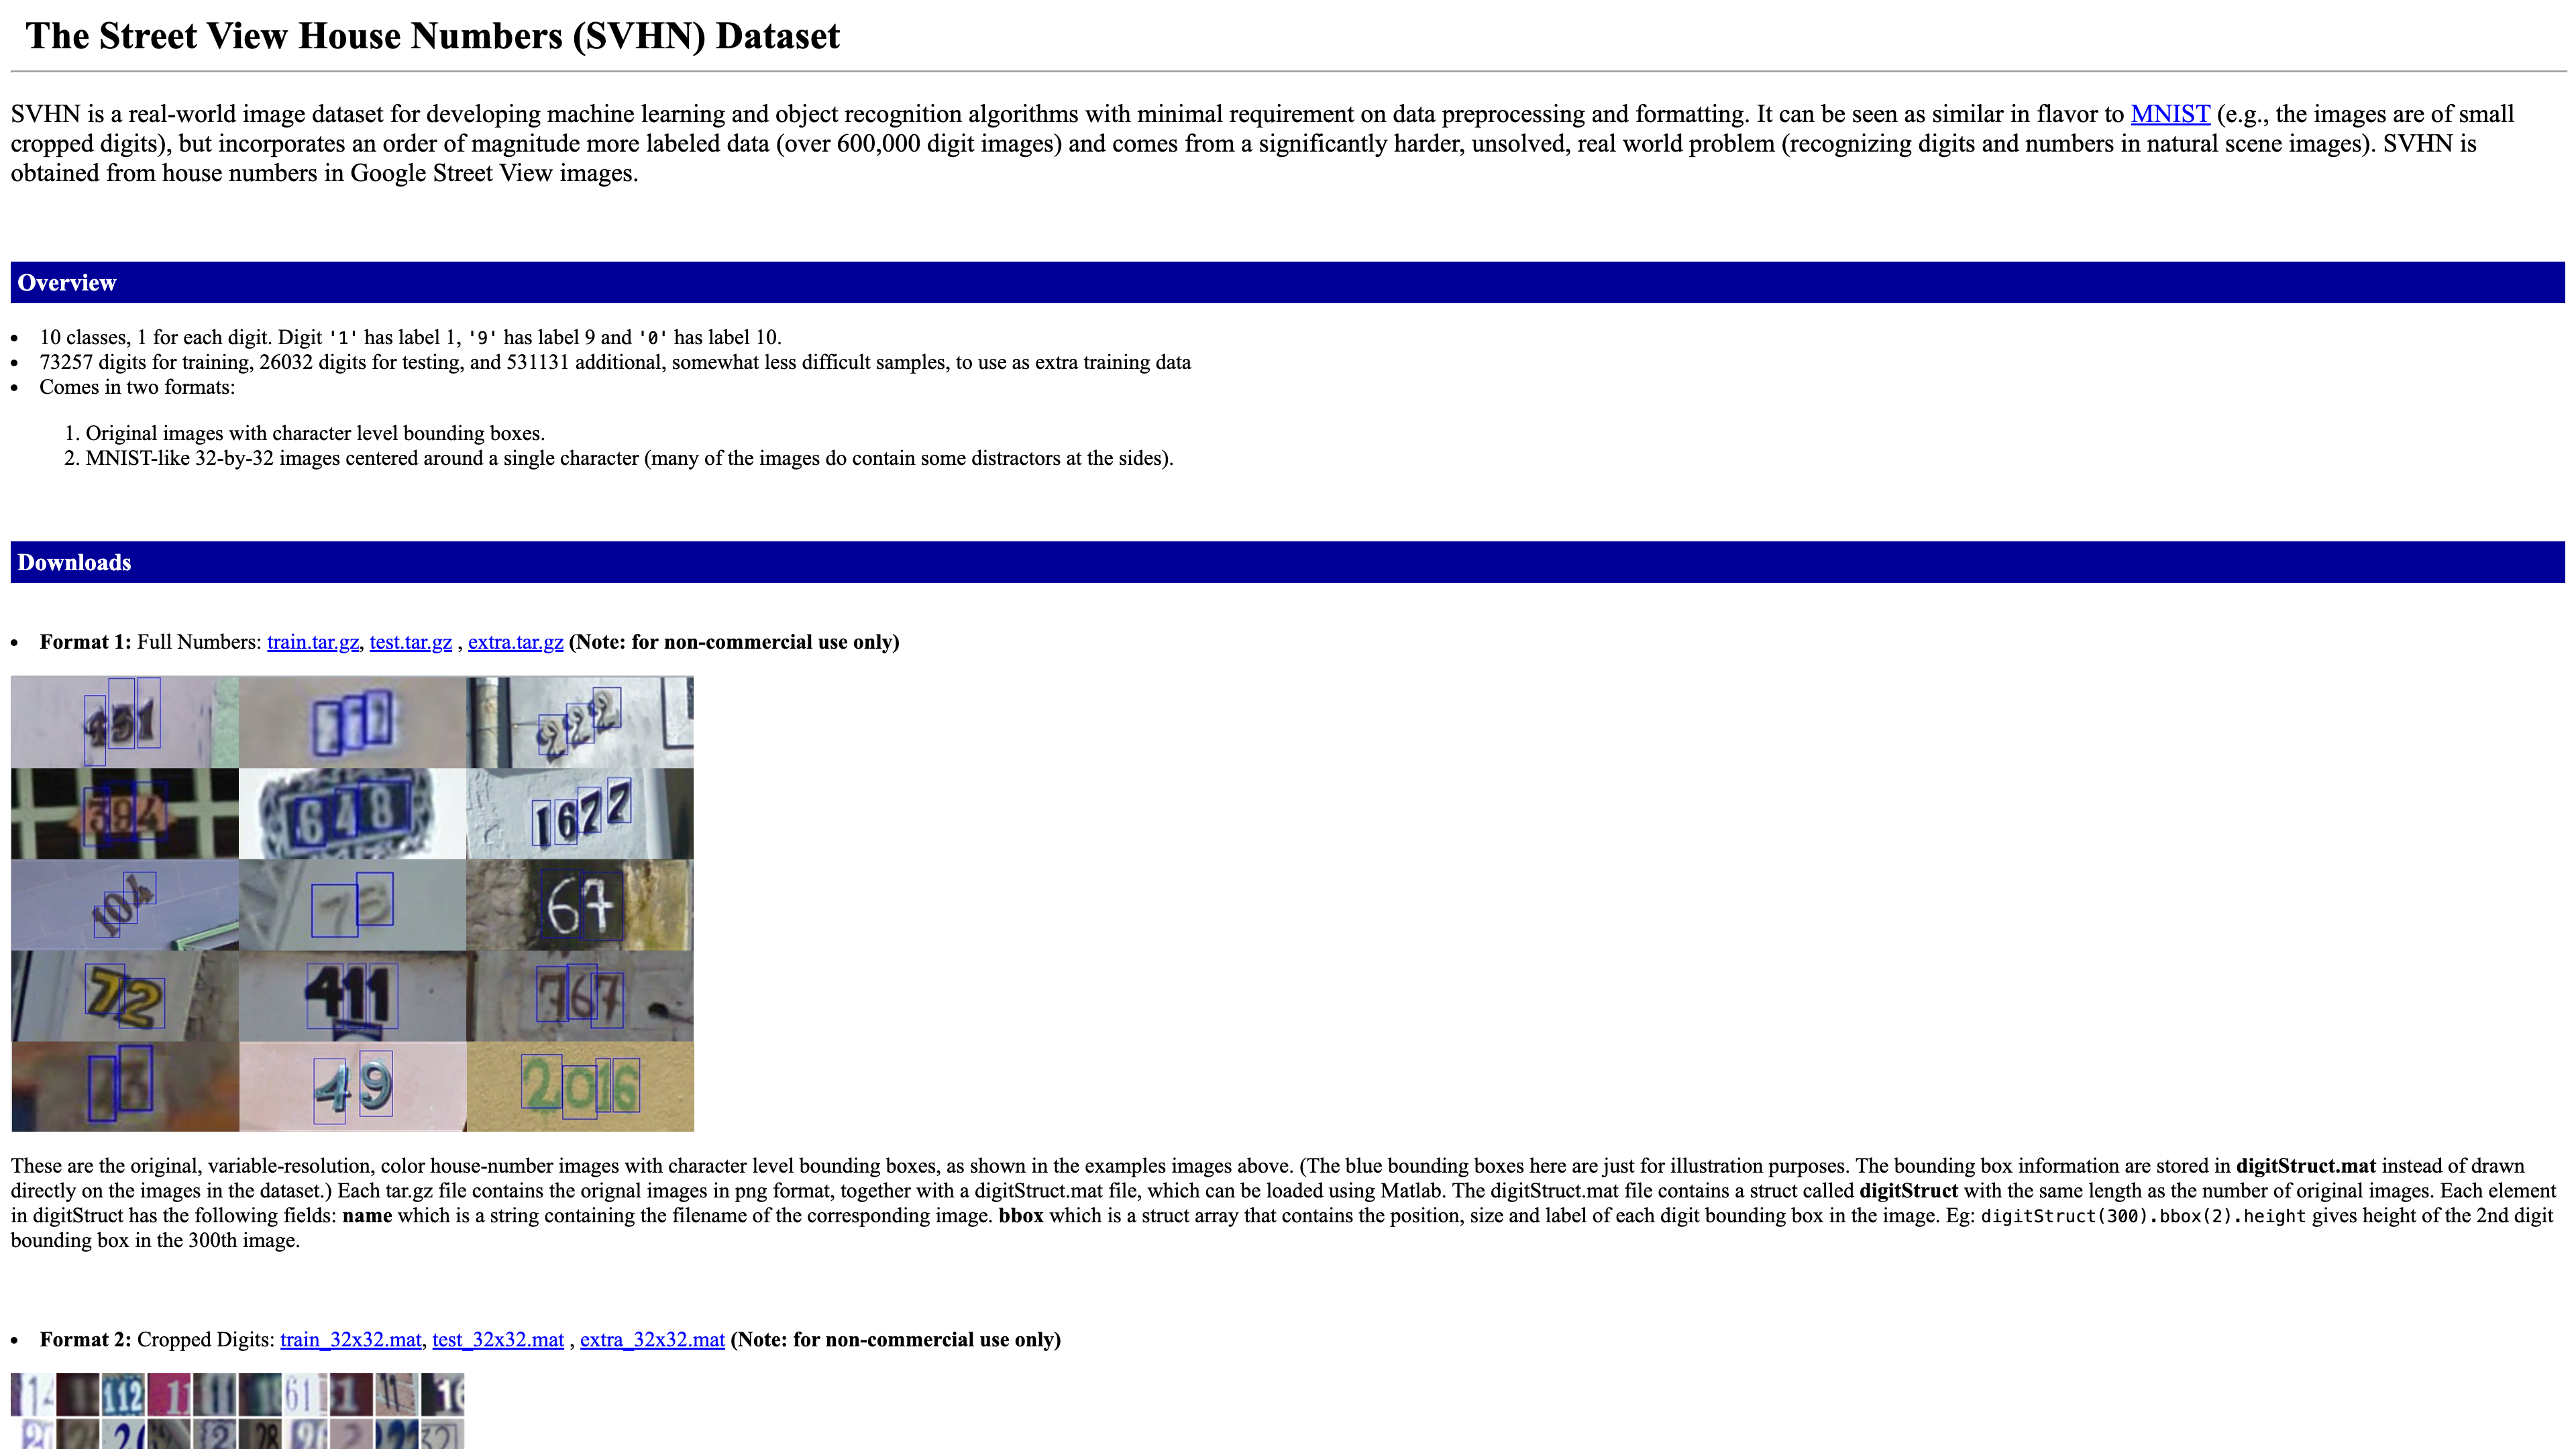 The Street View House Numbers (SVHN) Dataset
SVHN is a real-world image dataset for developing machine learning and object recognition algorithms with minimal requirement on data preprocessing and formatting. It can be seen as similar in flavor to MNIST (e.g., the images are of small
cropped digits), but incorporates an order of magnitude more labeled data (over 600,000 digit images) and comes from a significantly harder, unsolved, real world problem (recognizing digits and numbers in natural scene images). SVHN is
obtained from house numbers in Google Street View images.
Overview
• 10 classes, 1 for each digit. Digit '1' has label 1, '9' has label 9 and '0' has label 10.
• 73257 digits for training, 26032 digits for testing, and 531131 additional, somewhat less difficult samples, to use as extra training data
• Comes in two formats:
1. Original images with character level bounding boxes.
2. MNIST-like 32-by-32 images centered around a single character (many of the images do contain some distractors at the sides).
Downloads
• Format 1: Full Numbers: train.tar.gz, test.tar.gz , extra.tar.gz (Note: for non-commercial use only)
222
394 648 1677
104 67
72 411 767
49 2016
These are the original, variable-resolution, color house-number images with character level bounding boxes, as shown in the examples images above. (The blue bounding boxes here are just for illustration purposes. The bounding box information are stored in digitStruct.mat instead of drawn
directly on the images in the dataset.) Each tar.gz file contains the orignal images in png format, together with a digitStruct.mat file, which can be loaded using Matlab. The digitStruct.mat file contains a struct called digitStruct with the same length as the number of original images. Each element
in digitStruct has the following fields: name which is a string containing the filename of the corresponding image. bbox which is a struct array that contains the position, size and label of each digit bounding box in the image. Eg: digitStruct(300).bbox(2).height gives height of the 2nd digit
bounding box in the 300th image.
• Format 2: Cropped Digits: train_32x32.mat, test_32x32.mat , extra_32x32.mat (Note: for non-commercial use only)
112 61
28